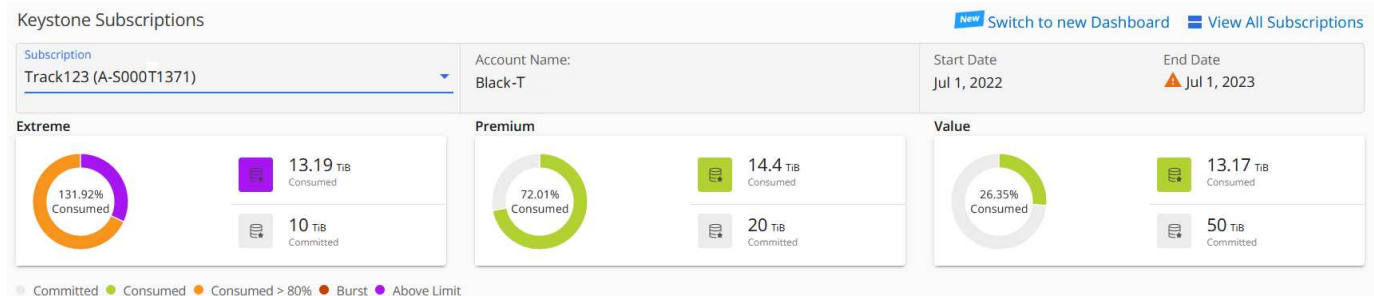 Keystone Subscriptions
New Switch to new Dashboard View All Subscriptions
Subscription
Track123 (A-S000T1371)
Account Name:
Black-T
Start Date
Jul 1, 2022
End Date
Jul 1, 2023
Extreme
131.92%
Consumed
13.19 TiB
Consumed
10 TiB
Committed
Premium
72.01%
Consumed
14.4 TiB
Consumed
20 TiB
Committed
Value
26.35%
Consumed
13.17 TiB
Consumed
50 TiB
Committed
Committed Consumed Consumed > 80% Burst Above Limit